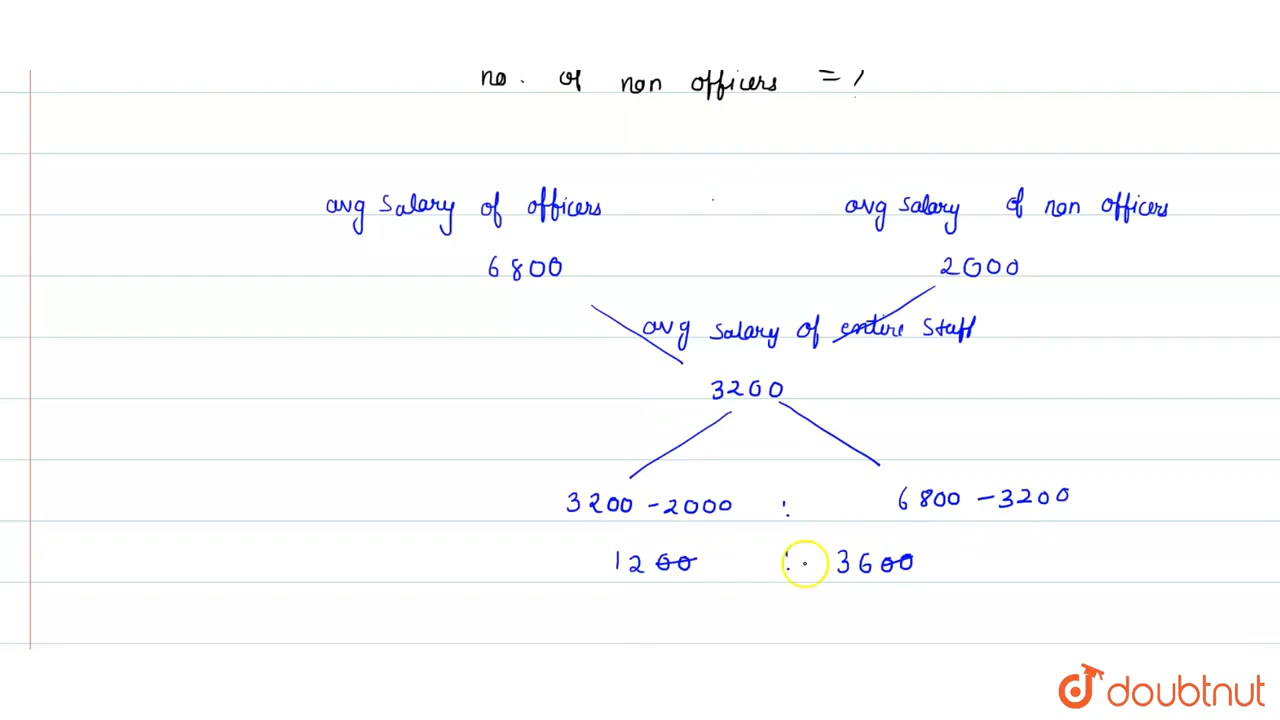 no. of non officers = ?
avg salary of officers avg salary of non officers
6800 2000
avg salary of entire staff
3200
3200 - 2000 : 6800 - 3200
1200 : 3600
doubtnut